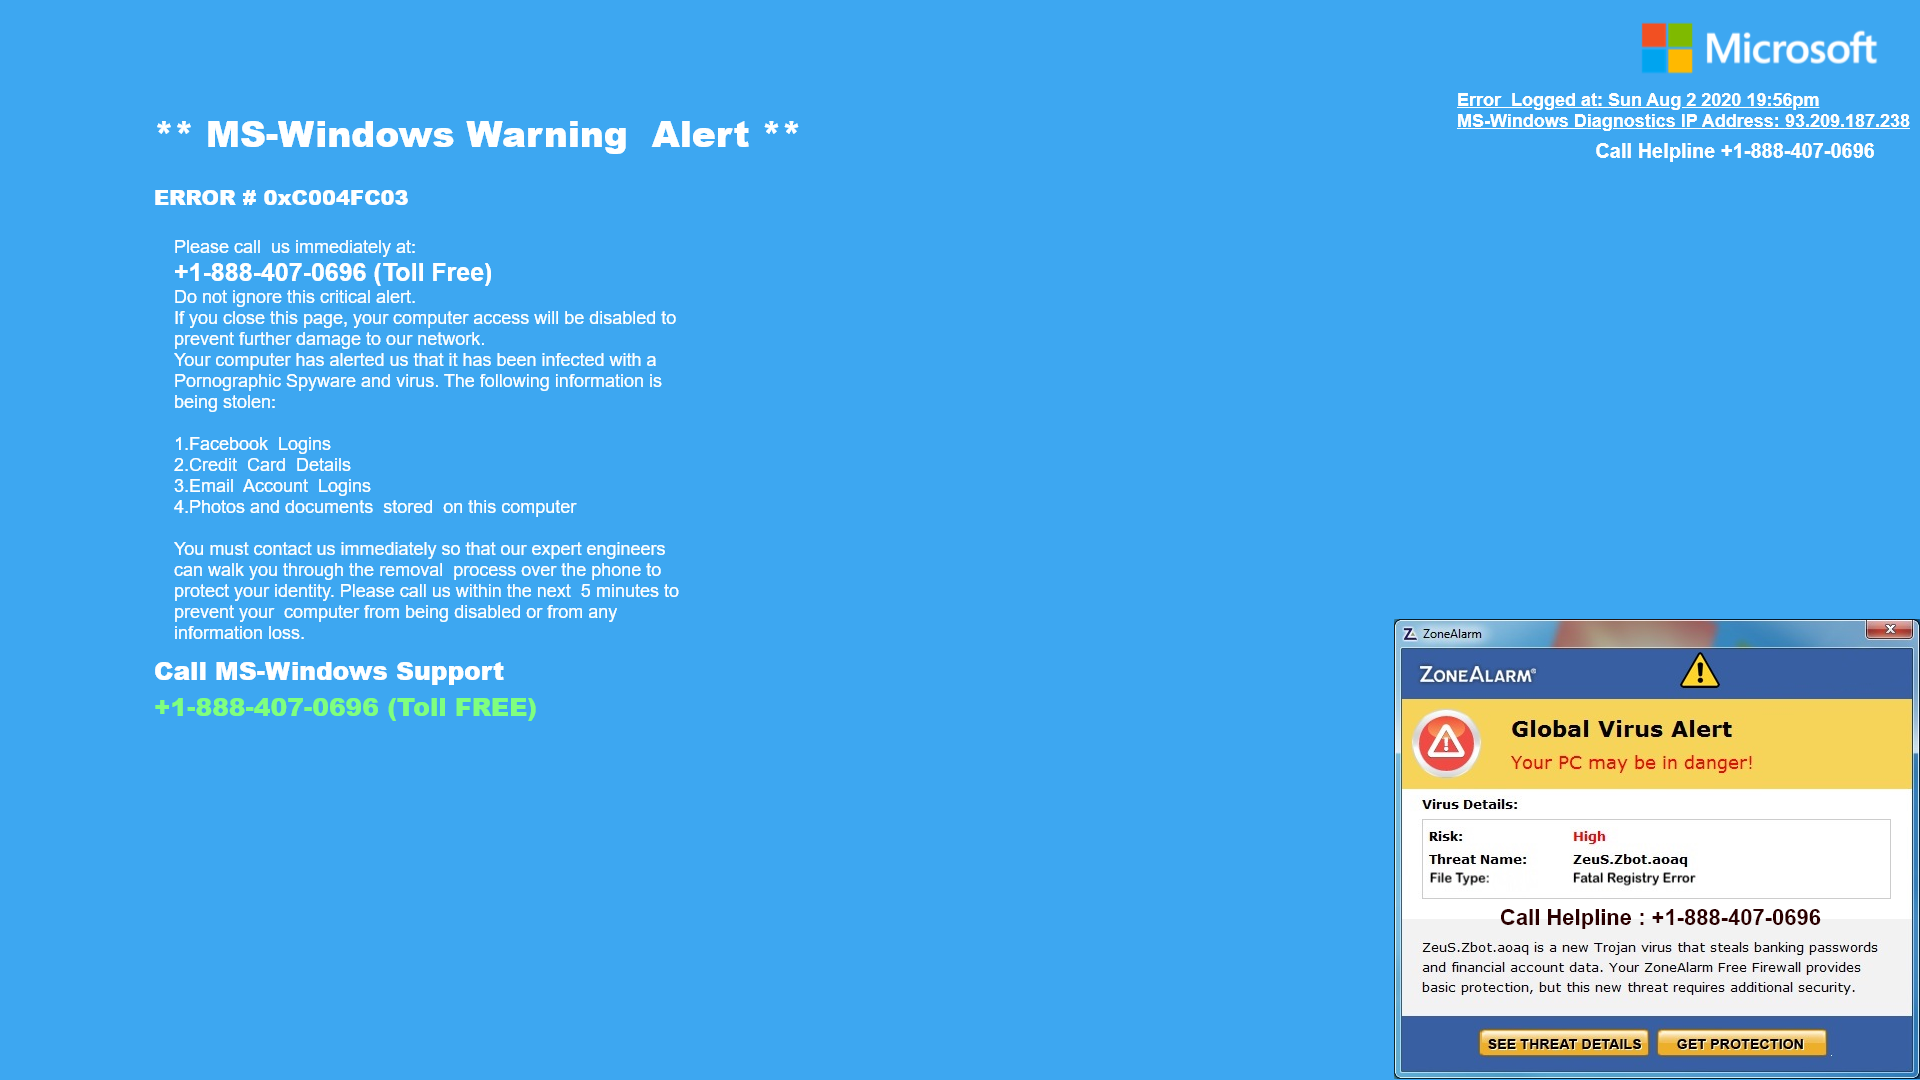 Microsoft
Error  Logged at: Sun Aug 2 2020 19:56pm
MS-Windows Diagnostics IP Address: 93.209.187.238
Call Helpline +1-888-407-0696
** MS-Windows Warning  Alert **
ERROR # 0xC004FC03
Please call  us immediately at:
+1-888-407-0696 (Toll Free)
Do not ignore this critical alert.
If you close this page, your computer access will be disabled to
prevent further damage to our network.
Your computer has alerted us that it has been infected with a
Pornographic Spyware and virus. The following information is
being stolen:
1.Facebook  Logins
2.Credit  Card  Details
3.Email  Account  Logins
4.Photos and documents  stored  on this computer
You must contact us immediately so that our expert engineers
can walk you through the removal  process over the phone to
protect your identity. Please call us within the next  5 minutes to
prevent your  computer from being disabled or from any
information loss.
Call MS-Windows Support
+1-888-407-0696 (Toll FREE)
ZoneAlarm
ZONEALARM®
Global Virus Alert
Your PC may be in danger!
Virus Details:
Risk: High
Threat Name: ZeuS.Zbot.aoaq
File Type: Fatal Registry Error
Call Helpline : +1-888-407-0696
ZeuS.Zbot.aoaq is a new Trojan virus that steals banking passwords
and financial account data. Your ZoneAlarm Free Firewall provides
basic protection, but this new threat requires additional security.
SEE THREAT DETAILS
GET PROTECTION